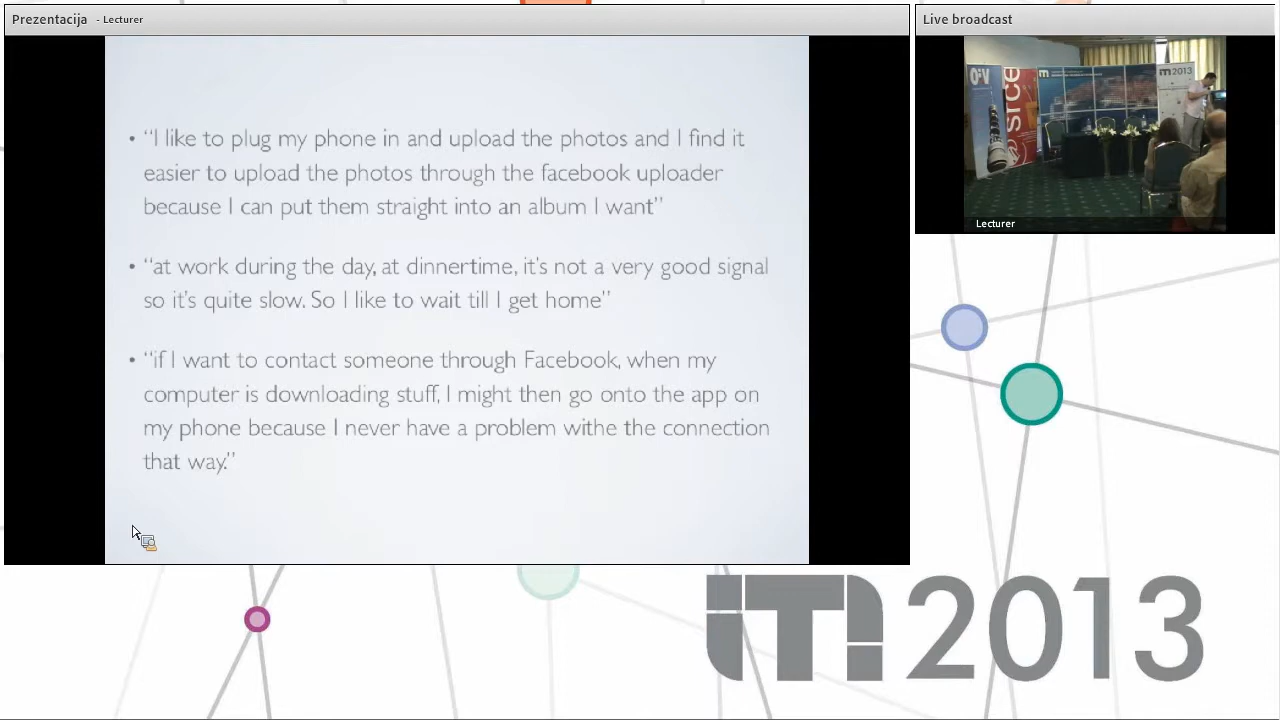 Prezentacija - Lecturer
Live broadcast
• “I like to plug my phone in and upload the photos and I find it
easier to upload the photos through the facebook uploader
because I can put them straight into an album I want”
• “at work during the day, at dinnertime, it’s not a very good signal
so it’s quite slow. So I like to wait till I get home”
• “if I want to contact someone through Facebook, when my
computer is downloading stuff, I might then go onto the app on
my phone because I never have a problem withe the connection
that way.”
srce
iTi 2013
Lecturer
iTi 2013